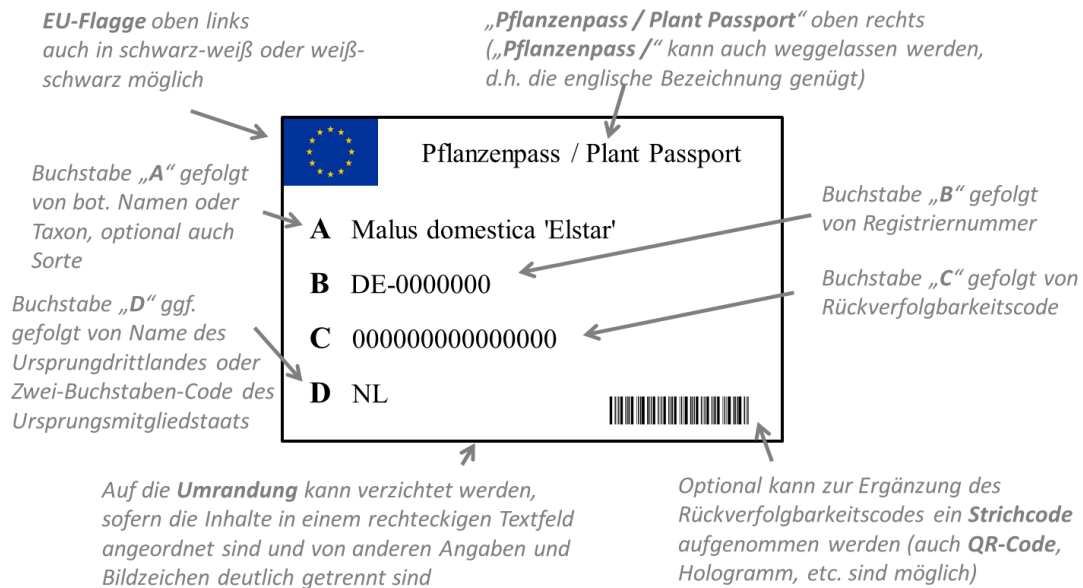 EU-Flagge oben links
auch in schwarz-weiß oder weiß-
schwarz möglich
„Pflanzenpass / Plant Passport“ oben rechts
(„Pflanzenpass /“ kann auch weggelassen werden,
d.h. die englische Bezeichnung genügt)
Pflanzenpass / Plant Passport
Buchstabe „A“ gefolgt
von bot. Namen oder
Taxon, optional auch
Sorte
A Malus domestica 'Elstar'
Buchstabe „B“ gefolgt
von Registriernummer
B DE-0000000
Buchstabe „C“ gefolgt von
Rückverfolgbarkeitscode
C 000000000000000
Buchstabe „D“ ggf.
gefolgt von Name des
Ursprungdrittlandes oder
Zwei-Buchstaben-Code des
Ursprungsmitgliedstaats
D NL
Auf die Umrandung kann verzichtet werden,
sofern die Inhalte in einem rechteckigen Textfeld
angeordnet sind und von anderen Angaben und
Bildzeichen deutlich getrennt sind
Optional kann zur Ergänzung des
Rückverfolgbarkeitscodes ein Strichcode
aufgenommen werden (auch QR-Code,
Hologramm, etc. sind möglich)